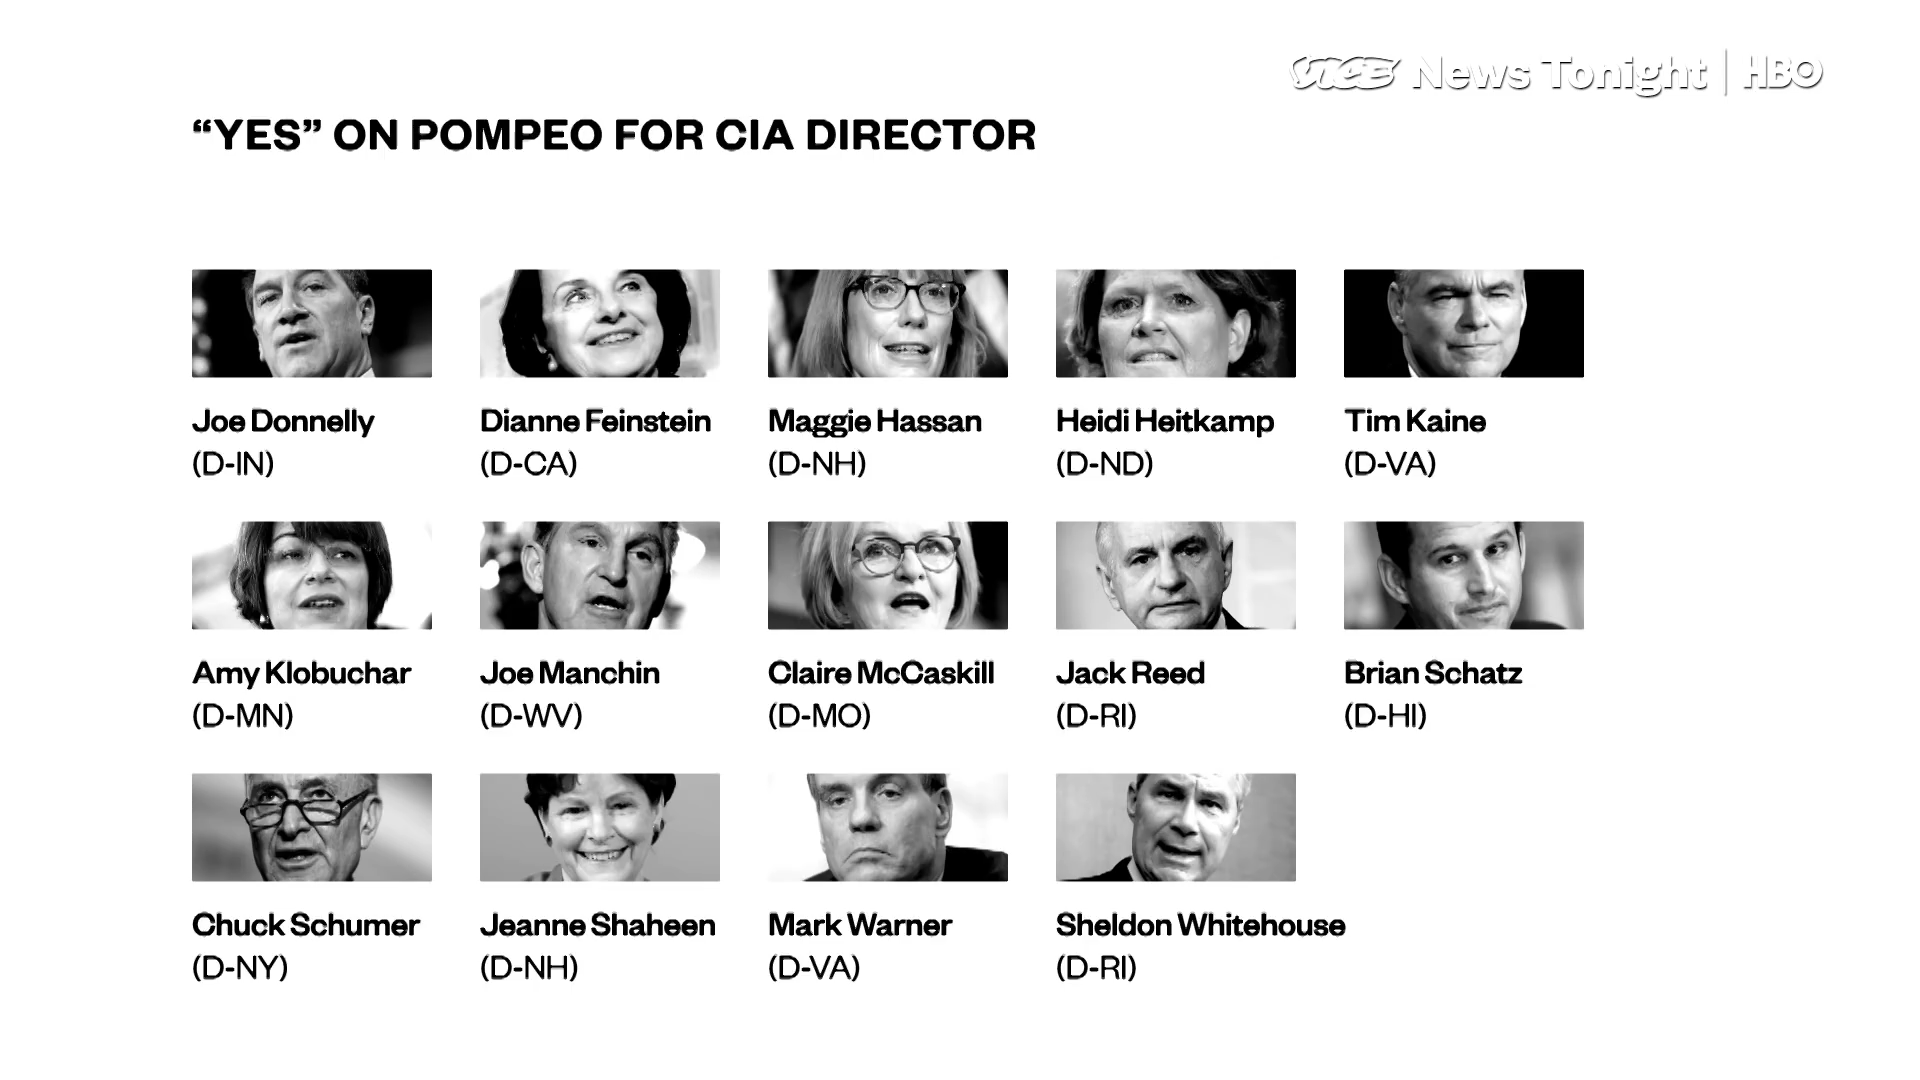 VICE News Tonight | HBO
“YES” ON POMPEO FOR CIA DIRECTOR
Joe Donnelly
(D-IN)
Dianne Feinstein
(D-CA)
Maggie Hassan
(D-NH)
Heidi Heitkamp
(D-ND)
Tim Kaine
(D-VA)
Amy Klobuchar
(D-MN)
Joe Manchin
(D-WV)
Claire McCaskill
(D-MO)
Jack Reed
(D-RI)
Brian Schatz
(D-HI)
Chuck Schumer
(D-NY)
Jeanne Shaheen
(D-NH)
Mark Warner
(D-VA)
Sheldon Whitehouse
(D-RI)